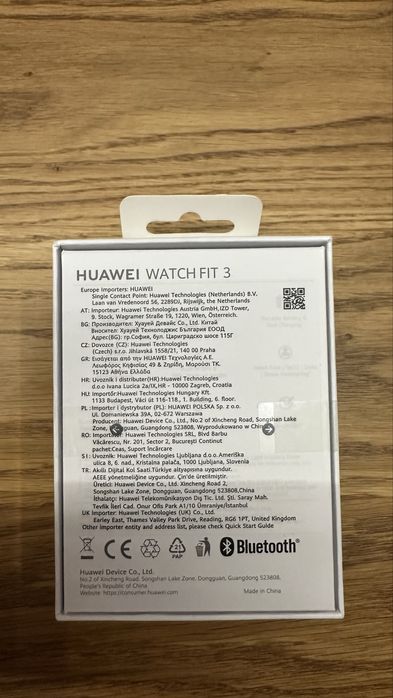 HUAWEI WATCH FIT 3
Europe Importers: HUAWEI
Single Contact Point: Huawei Technologies (Netherlands) B.V.
Laan van Vredenoord 56, 2289DJ, Rijswijk, the Netherlands
AT: Importeur: Huawei Technologies Austria GmbH, IZD Tower,
9. Stock, Wagramer Straße 19, 1220, Wien, Österreich.
BG: Производител: Хуауей Девайс Ко. Лтд. Китай
Вносител: Хуауей Технолоджис България ЕООД
Адрес(BG): гр.София, бул. Цариградско шосе 115Г
CZ: Dovozce (CZ): Huawei Technologies
(Czech) s.r.o. Jihlavská 1558/21, 140 00 Praha
GR: Εισάγεται από την HUAWEI Τεχνολογίες Α.Ε.
Λεωφόρος Κηφισίας 49 & Ζηρίδη, Μαρούσι ΤΚ.
15123 Αθήνα Ελλάδα
HR: Uvoznik i distributer(HR):Huawei Technologies
d.o.o Ivana Lucica 2a/IX,HR - 10000 Zagreb, Croatia
HU: Importőr:Huawei Technologies Hungary Kft.
1133 Budapest, Váci út 116-118., 1. Building, 6. floor.
PL: Importer i dystrybutor (PL): HUAWEI POLSKA Sp. z o.o.
Ul. Domaniewska 39A, 02-672 Warszawa
Producent: Huawei Device Co., Ltd., No.2 of Xincheng Road, Songshan Lake
Zone, Dongguan, Guangdong 523808. Wyprodukowano w
RO: Importator: Huawei Technologies SRL, Blvd Barbu
Văcărescu, Nr. 201, Sector 2, București Continut
pachet:Ceas, Suport încărcare
SI: Uvoznik: Huawei Technologies Ljubljana d.o.o. Ameriška
ulica 8, 6. nad., Kristalna palača, 1000 Ljubljana, Slovenia
TR: Akıllı Dijital Kol Saati.Türkiye altyapısına uygundur.
AEEE yönetmeliğine uygundur. Çin'de üretilmiştir.
Üretici: Huawei Device Co., Ltd. Xincheng Road 2,
Songshan Lake Zone, Dongguan, Guangdong 523808,China
İthalatçı: Huawei Telekomünikasyon Dış Tic. Ltd. Şti. Saray Mah.
Tevfik İleri Cad. Onur Ofis Park A1/10 Ümraniye/İstanbul
UK Importer: Huawei Technologies (UK) Co., Ltd.
Earley East, Thames Valley Park Drive, Reading, RG6 1PT, United Kingdom
Other importer entity and address list, please check Quick Start Guide
CE
21
PAP
Bluetooth®
Huawei Device Co., Ltd.
No.2 of Xincheng Road, Songshan Lake Zone, Dongguan, Guangdong 523808,
People's Republic of China
Website: https://consumer.huawei.com
Made in China